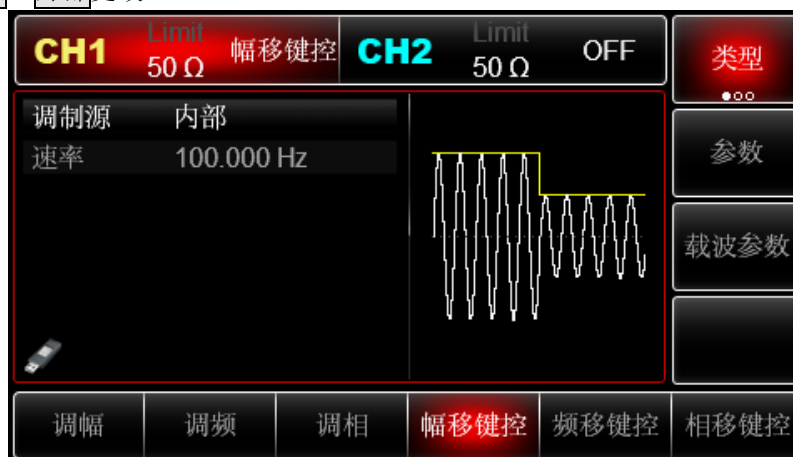 CH1 Limit 50 Ω 幅移键控 CH2 Limit 50 Ω OFF
类型
调制源 内部
速率 100.000 Hz
参数
载波参数
调幅 调频 调相 幅移键控 频移键控 相移键控